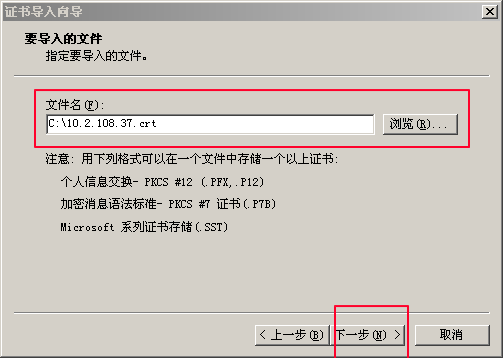 证书导入向导
要导入的文件
指定要导入的文件。
文件名(F):
C:\10.2.108.37.crt
浏览(R)...
注意: 用下列格式可以在一个文件中存储一个以上证书:
个人信息交换- PKCS #12 (.PFX,.P12)
加密消息语法标准- PKCS #7 证书(.P7B)
Microsoft 系列证书存储(.SST)
< 上一步(B) 下一步(N) > 取消